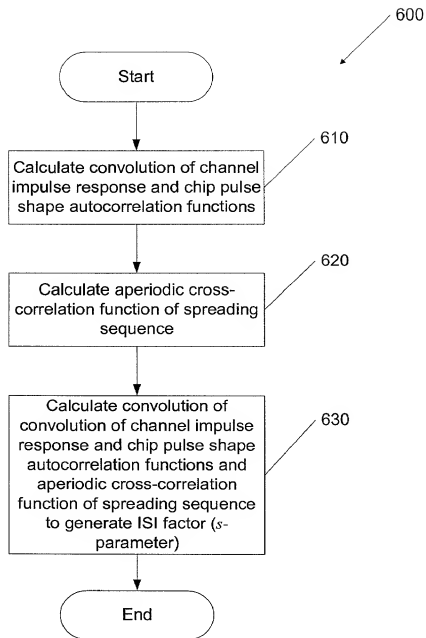 600
Start
610
Calculate convolution of channel
impulse response and chip pulse
shape autocorrelation functions
620
Calculate aperiodic cross-
correlation function of spreading
sequence
630
Calculate convolution of
convolution of channel impulse
response and chip pulse shape
autocorrelation functions and
aperiodic cross-correlation
function of spreading sequence
to generate ISI factor (s-
parameter)
End